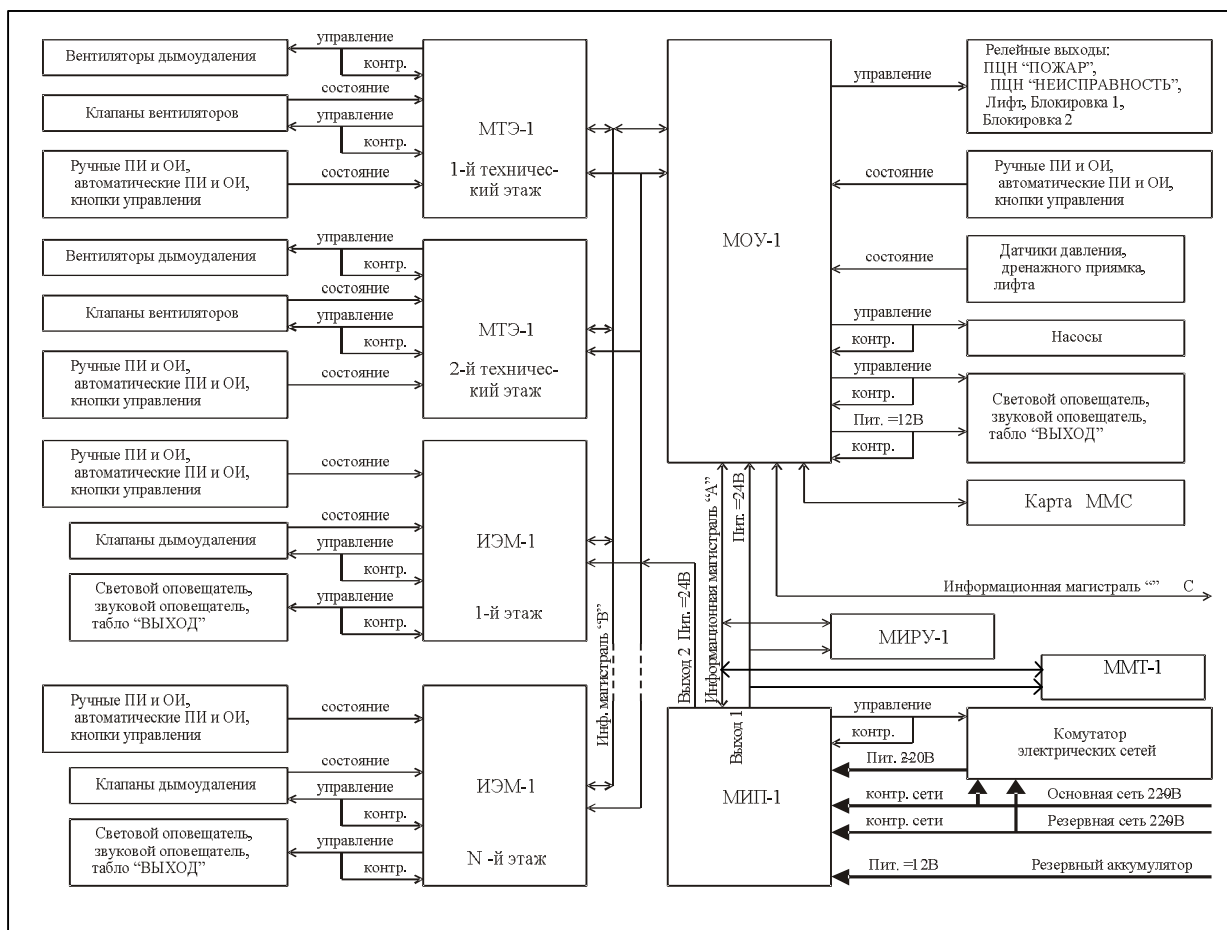 Вентиляторы дымоудаления
управление
контр.
Клапаны вентиляторов
состояние
управление
контр.
Ручные ПИ и ОИ,
автоматические ПИ и ОИ,
кнопки управления
состояние
МТЭ-1
1-й техничес-
кий этаж
Вентиляторы дымоудаления
управление
контр.
Клапаны вентиляторов
состояние
управление
контр.
Ручные ПИ и ОИ,
автоматические ПИ и ОИ,
кнопки управления
состояние
МТЭ-1
2-й техничес-
кий этаж
Ручные ПИ и ОИ,
автоматические ПИ и ОИ,
кнопки управления
состояние
Клапаны дымоудаления
состояние
управление
контр.
Световой оповещатель,
звуковой оповещатель,
табло “ВЫХОД”
управление
контр.
ИЭМ-1
1-й этаж
Ручные ПИ и ОИ,
автоматические ПИ и ОИ,
кнопки управления
состояние
Клапаны дымоудаления
состояние
управление
контр.
Световой оповещатель,
звуковой оповещатель,
табло “ВЫХОД”
управление
контр.
ИЭМ-1
N -й этаж
Инф. магистраль “В”
Выход 2 Пит. =24В
Информационная магистраль “А”
Пит. =24В
Выход 1
МОУ-1
управление
Релейные выходы:
ПЦН “ПОЖАР”,
ПЦН “НЕИСПРАВНОСТЬ”,
Лифт, Блокировка 1,
Блокировка 2
состояние
Ручные ПИ и ОИ,
автоматические ПИ и ОИ,
кнопки управления
состояние
Датчики давления,
дренажного приямка,
лифта
управление
контр.
Насосы
управление
контр.
Пит. =12В
контр.
Световой оповещатель,
звуковой оповещатель,
табло “ВЫХОД”
Карта ММС
Информационная магистраль “” С
МИРУ-1
ММТ-1
МИП-1
управление
контр.
Комутатор
электрических сетей
Пит. ~220В
контр. сети
Основная сеть ~220В
контр. сети
Резервная сеть ~220В
Пит. =12В
Резервный аккумулятор